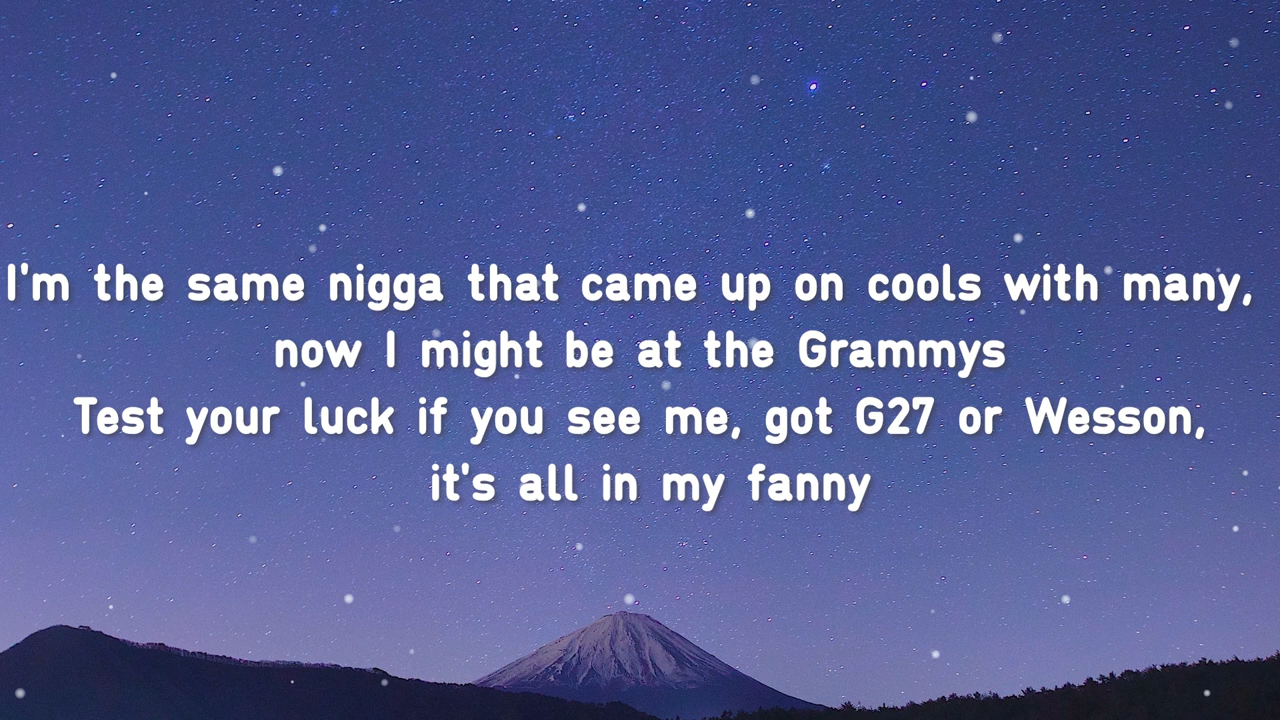 I'm the same nigga that came up on cools with many,
now I might be at the Grammys
Test your luck if you see me, got G27 or Wesson,
it's all in my fanny